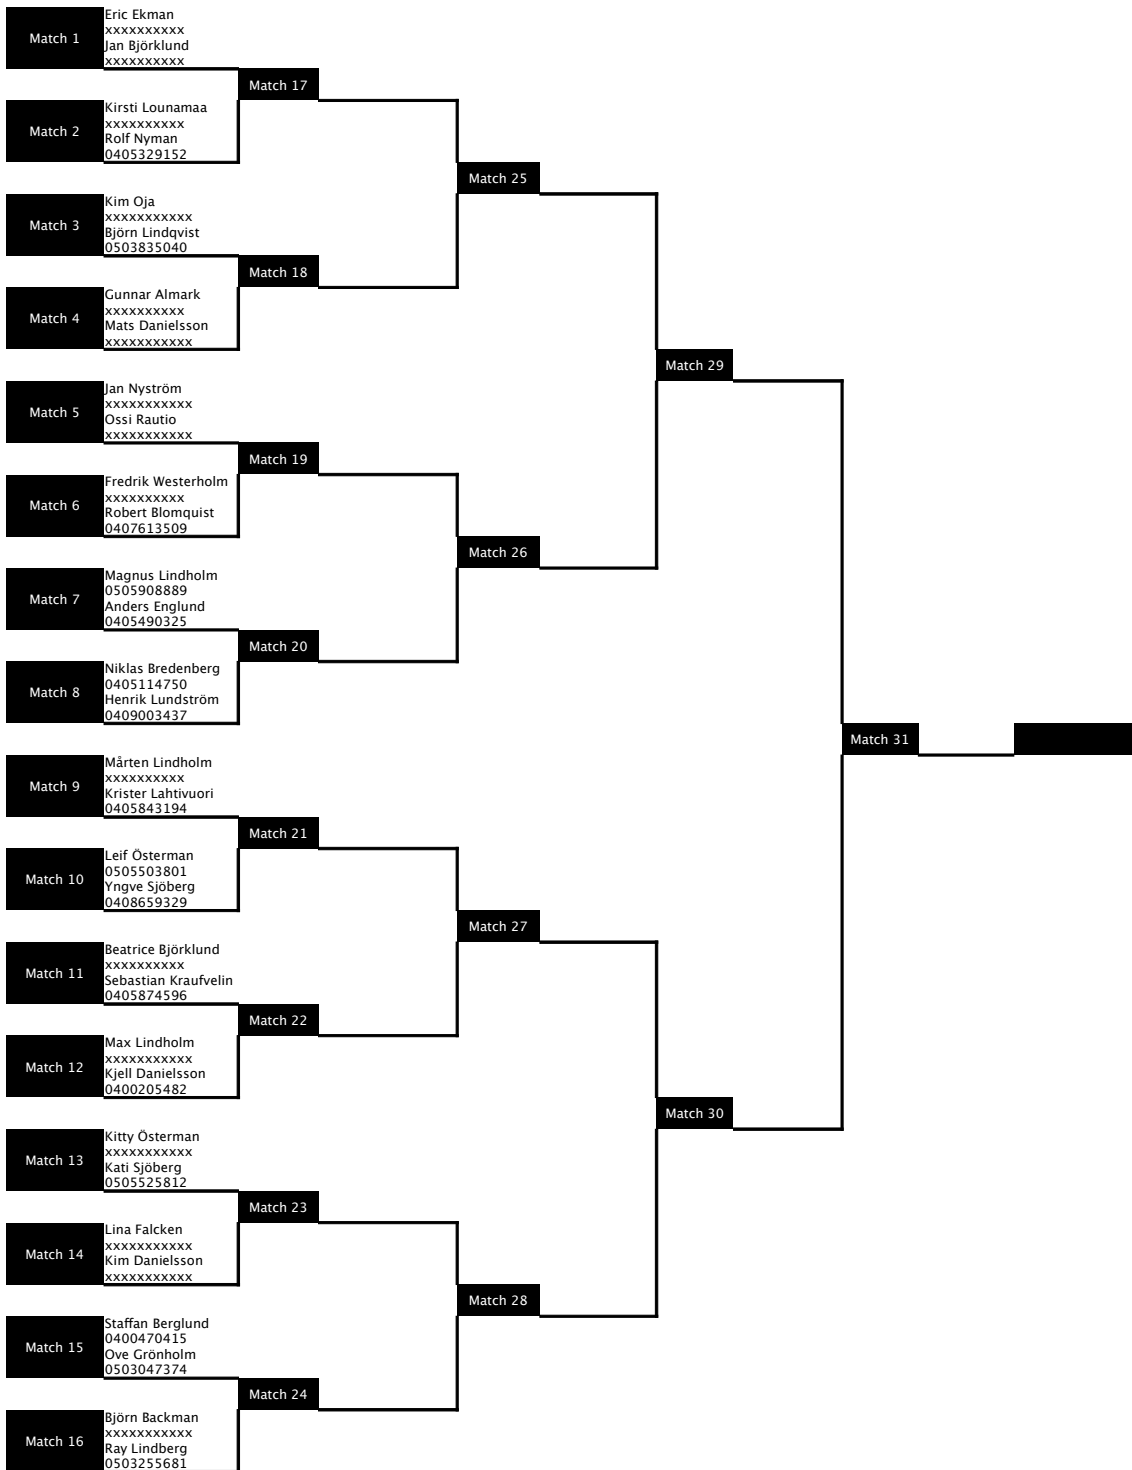 Match 1
Eric Ekman
xxxxxxxxxx
Jan Björklund
xxxxxxxxxx
Match 17
Match 2
Kirsti Lounamaa
xxxxxxxxxx
Rolf Nyman
0405329152
Match 25
Match 3
Kim Oja
xxxxxxxxxxx
Björn Lindqvist
0503835040
Match 18
Match 4
Gunnar Almark
xxxxxxxxxx
Mats Danielsson
xxxxxxxxxxx
Match 29
Match 5
Jan Nyström
xxxxxxxxxxx
Ossi Rautio
xxxxxxxxxxx
Match 19
Match 6
Fredrik Westerholm
xxxxxxxxxx
Robert Blomquist
0407613509
Match 26
Match 7
Magnus Lindholm
0505908889
Anders Englund
0405490325
Match 20
Match 8
Niklas Bredenberg
0405114750
Henrik Lundström
0409003437
Match 31
Match 9
Mårten Lindholm
xxxxxxxxxx
Krister Lahtivuori
0405843194
Match 21
Match 10
Leif Österman
0505503801
Yngve Sjöberg
0408659329
Match 27
Match 11
Beatrice Björklund
xxxxxxxxxx
Sebastian Kraufvelin
0405874596
Match 22
Match 12
Max Lindholm
xxxxxxxxxxx
Kjell Danielsson
0400205482
Match 30
Match 13
Kitty Österman
xxxxxxxxxxx
Kati Sjöberg
0505525812
Match 23
Match 14
Lina Falcken
xxxxxxxxxxx
Kim Danielsson
xxxxxxxxxxx
Match 28
Match 15
Staffan Berglund
0400470415
Ove Grönholm
0503047374
Match 24
Match 16
Björn Backman
xxxxxxxxxxx
Ray Lindberg
0503255681